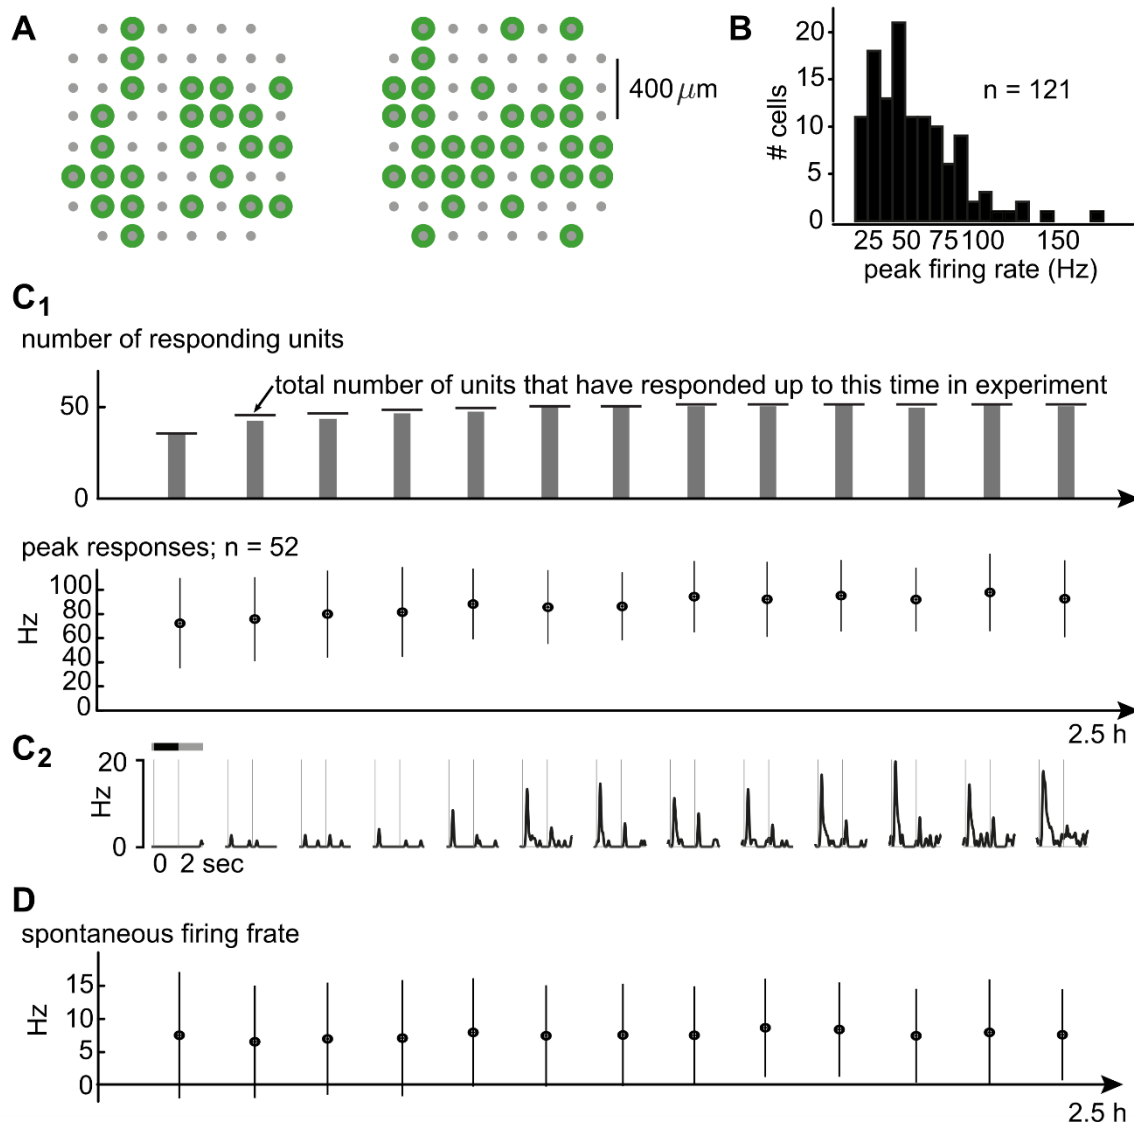 A
400 μm
B
20
15
10
5
0
# cells
n = 121
25 50 75 100 150
peak firing rate (Hz)
C1
number of responding units
total number of units that have responded up to this time in experiment
50
0
peak responses; n = 52
100
80
60
40
20
0
Hz
2.5 h
C2
20
0
Hz
0 2 sec
D
spontaneous firing frate
15
10
5
0
Hz
2.5 h